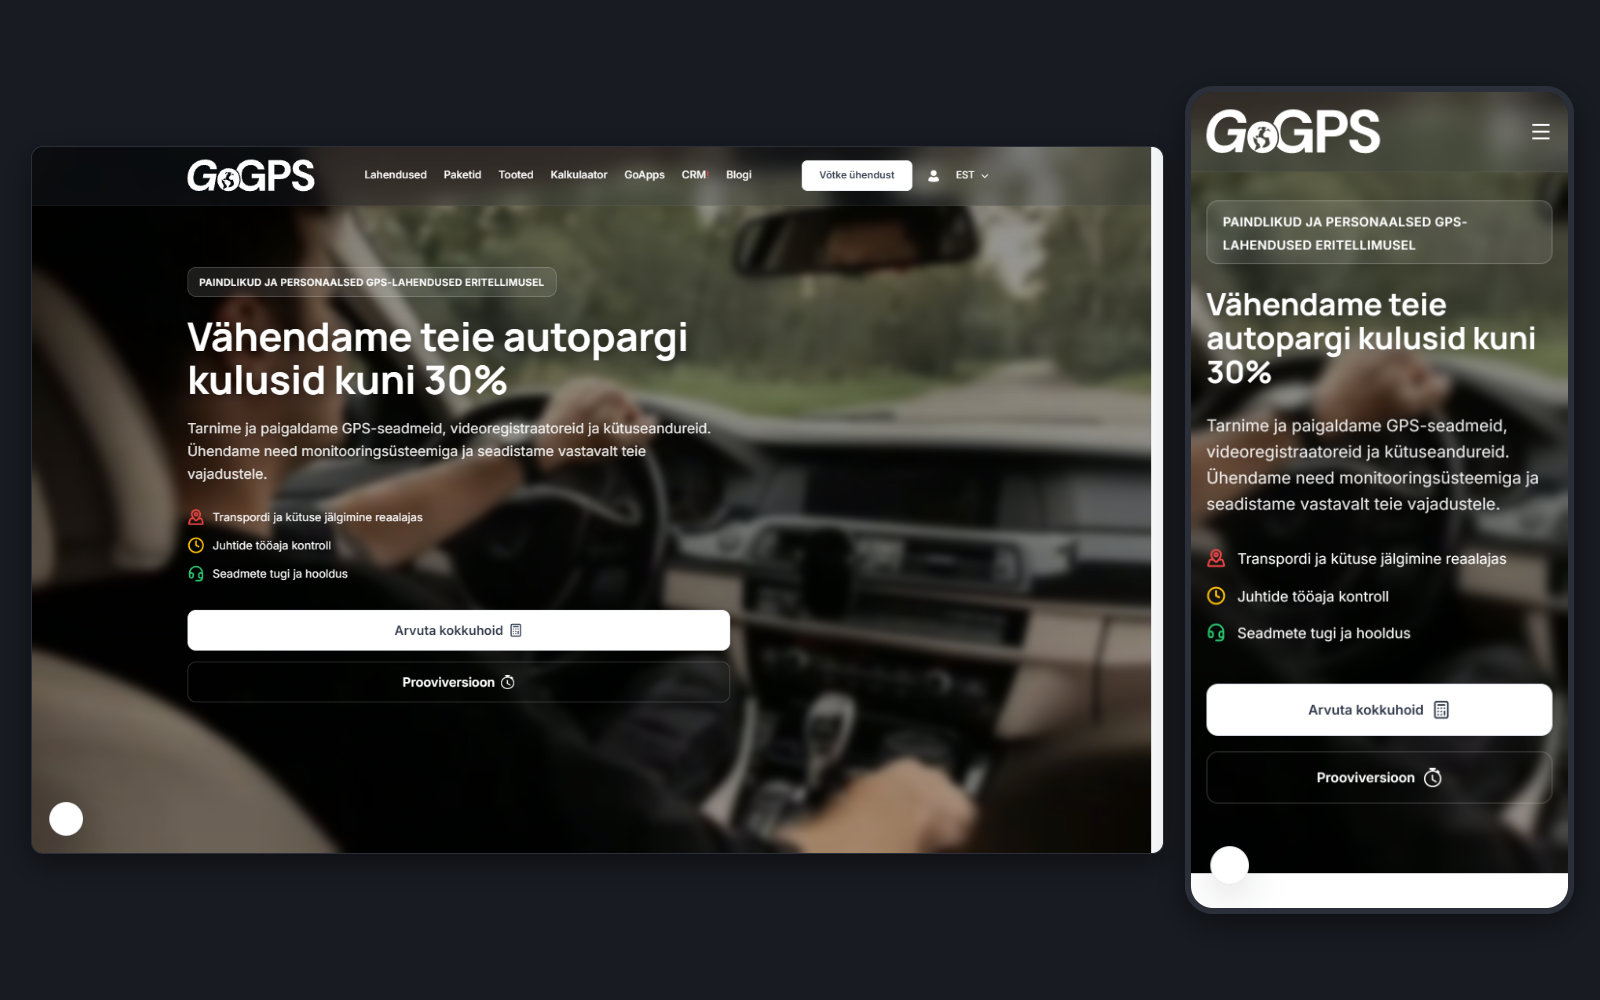 GoGPS
Lahendused Paketid Tooted Kalkulaator GoApps CRM! Blogi
Võtke ühendust
EST
PAINDLIKUD JA PERSONAALSED GPS-LAHENDUSED ERITELLIMUSEL
Vähendame teie autopargi
kulusid kuni 30%
Tarnime ja paigaldame GPS-seadmeid, videoregistraatoreid ja kütuseandureid.
Ühendame need monitooringsüsteemiga ja seadistame vastavalt teie
vajadustele.
Transpordi ja kütuse jälgimine reaalajas
Juhtide tööaja kontroll
Seadmete tugi ja hooldus
Arvuta kokkuhoid
Prooviversioon
GoGPS
PAINDLIKUD JA PERSONAALSED GPS-
LAHENDUSED ERITELLIMUSEL
Vähendame teie
autopargi kulusid kuni
30%
Tarnime ja paigaldame GPS-seadmeid,
videoregistraatoreid ja kütuseandureid.
Ühendame need monitooringsüsteemiga ja
seadistame vastavalt teie vajadustele.
Transpordi ja kütuse jälgimine reaalajas
Juhtide tööaja kontroll
Seadmete tugi ja hooldus
Arvuta kokkuhoid
Prooviversioon